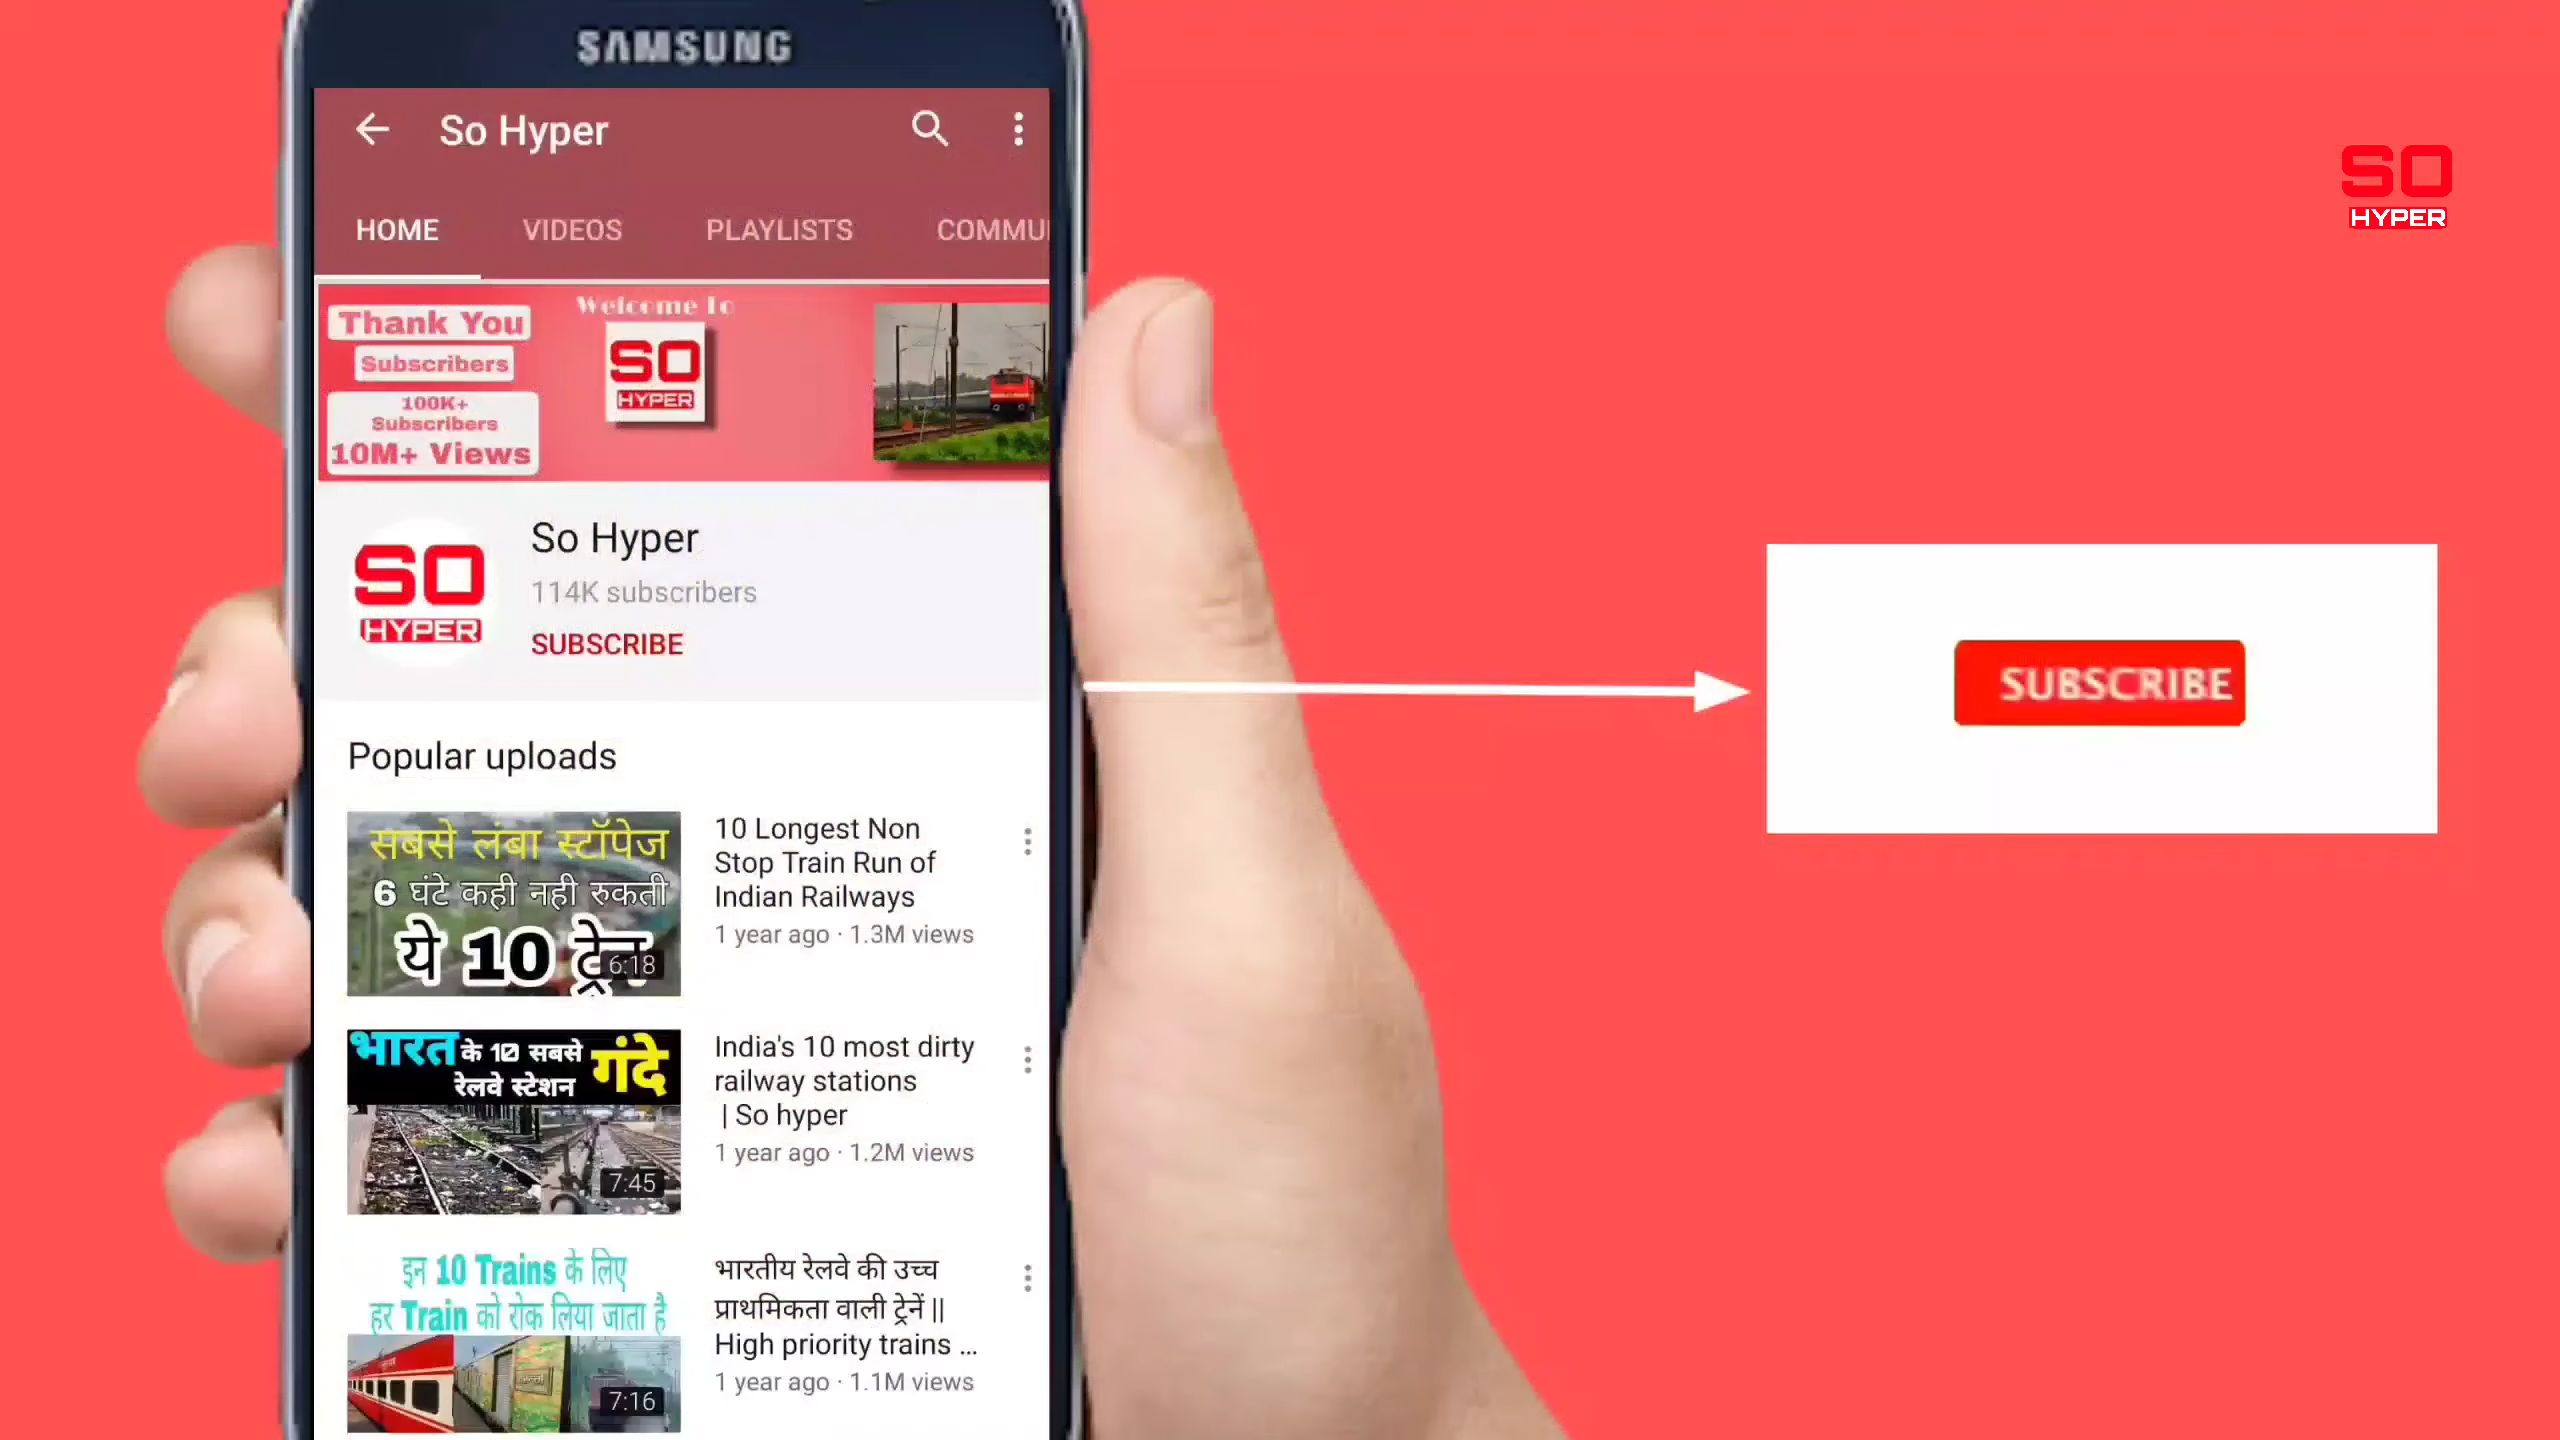 SAMSUNG
So Hyper
HOME VIDEOS PLAYLISTS COMMU
Thank You
Subscribers
100K+
Subscribers
10M+ Views
Welcome To
SO
HYPER
SO
HYPER
So Hyper
114K subscribers
SUBSCRIBE
Popular uploads
सबसे लंबा स्टॉपेज
6 घंटे कही नही रुकती
ये 10 ट्रेन
6:18
10 Longest Non
Stop Train Run of
Indian Railways
1 year ago · 1.3M views
भारत के 10 सबसे गंदे
रेलवे स्टेशन
7:45
India's 10 most dirty
railway stations
| So hyper
1 year ago · 1.2M views
इन 10 Trains के लिए
हर Train को रोक लिया जाता है
7:16
भारतीय रेलवे की उच्च
प्राथमिकता वाली ट्रेनें ||
High priority trains ...
1 year ago · 1.1M views
SO
HYPER
SUBSCRIBE